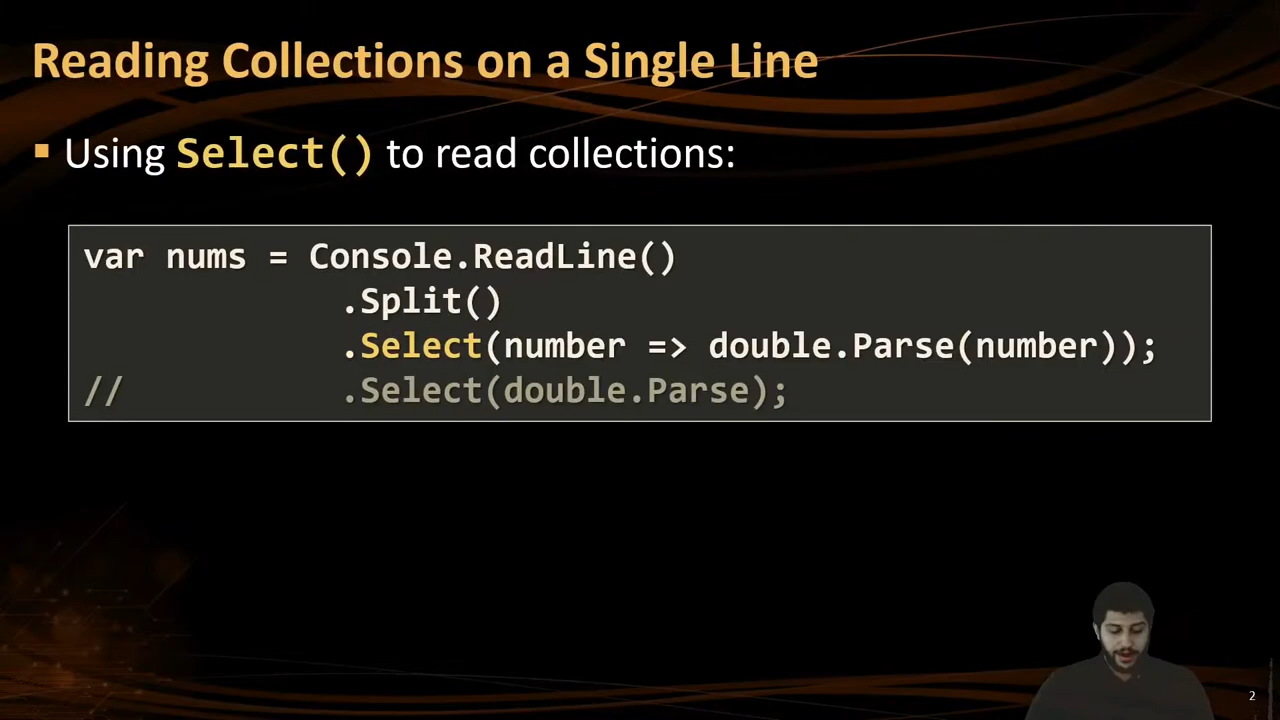 Reading Collections on a Single Line
Using Select() to read collections:
var nums = Console.ReadLine()
.Split()
.Select(number => double.Parse(number));
// .Select(double.Parse);
2